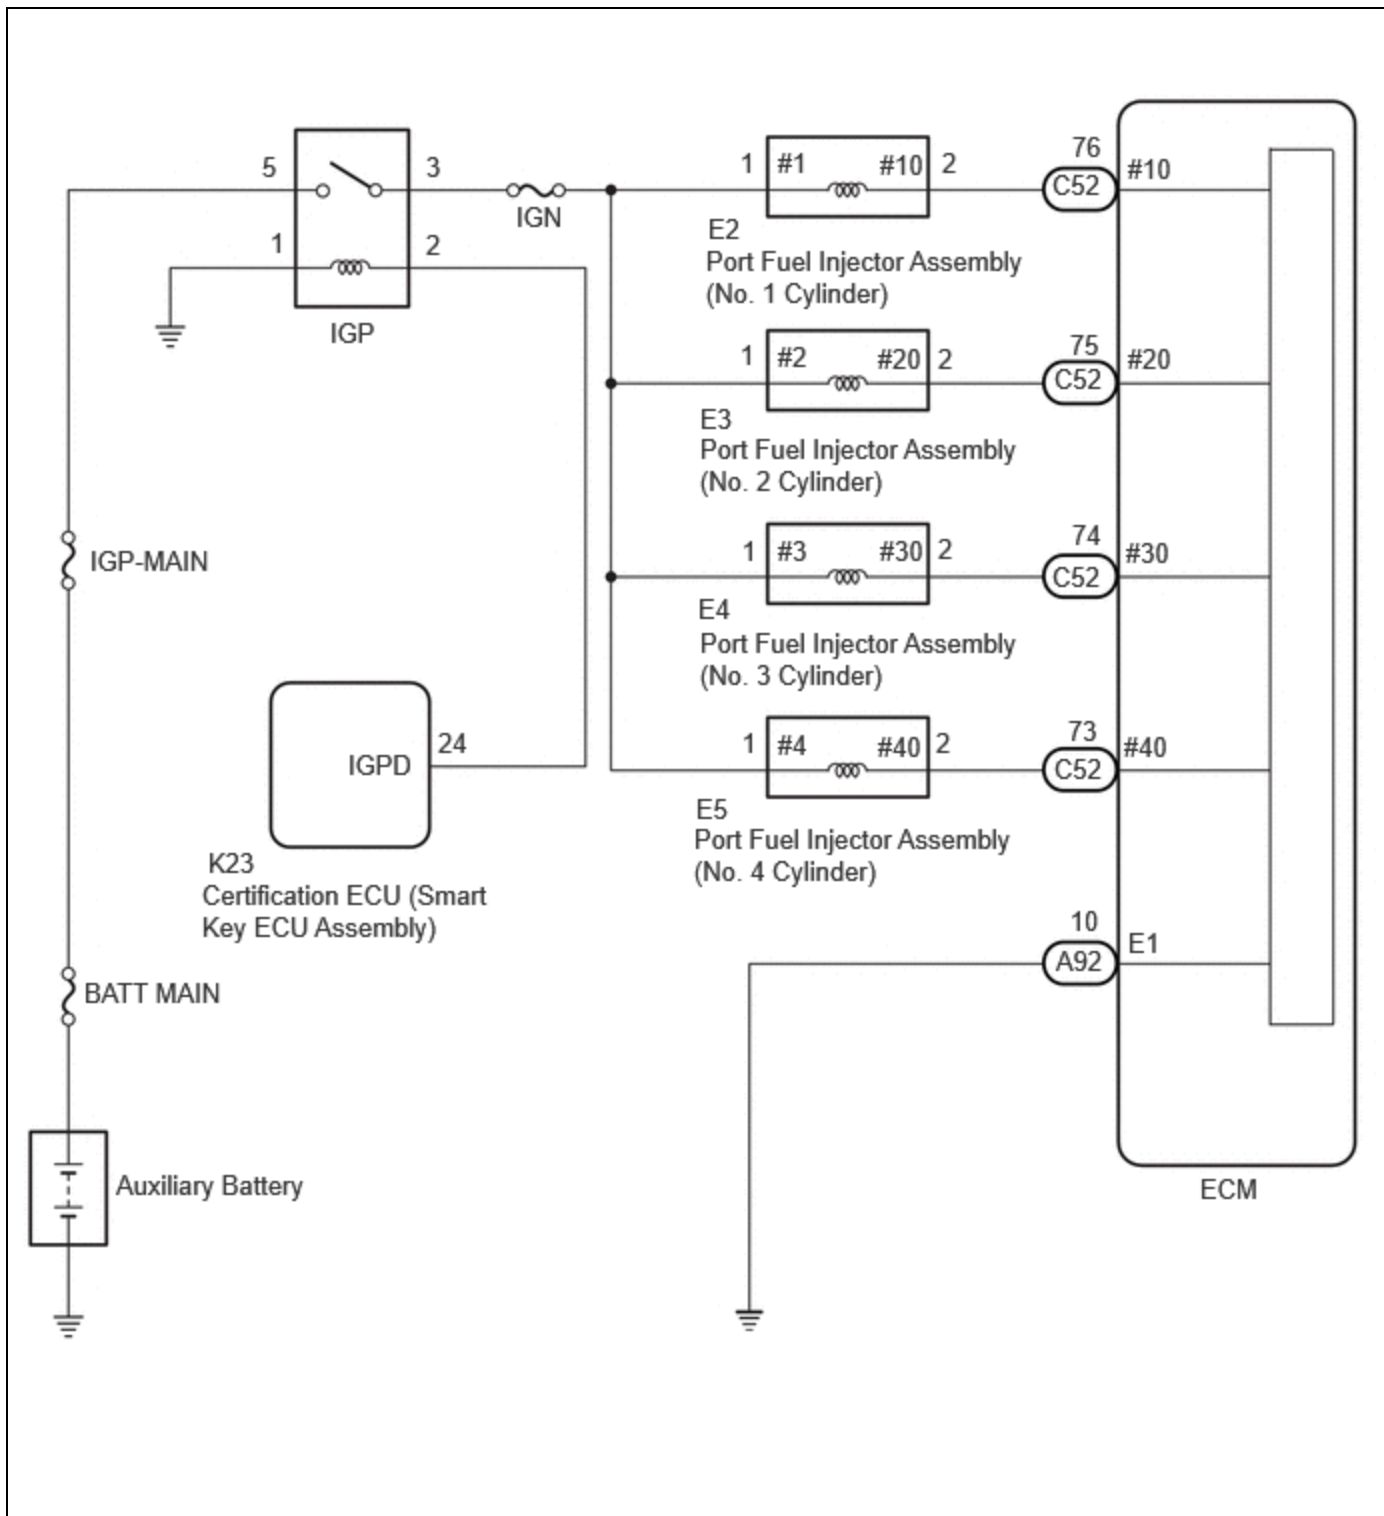 5
3
IGN
1
2
IGP
1
#1
#10
2
76
C52
#10
E2
Port Fuel Injector Assembly
(No. 1 Cylinder)
1
#2
#20
2
75
C52
#20
E3
Port Fuel Injector Assembly
(No. 2 Cylinder)
IGP-MAIN
1
#3
#30
2
74
C52
#30
E4
Port Fuel Injector Assembly
(No. 3 Cylinder)
IGPD
24
K23
Certification ECU (Smart
Key ECU Assembly)
1
#4
#40
2
73
C52
#40
E5
Port Fuel Injector Assembly
(No. 4 Cylinder)
10
A92
E1
BATT MAIN
Auxiliary Battery
ECM